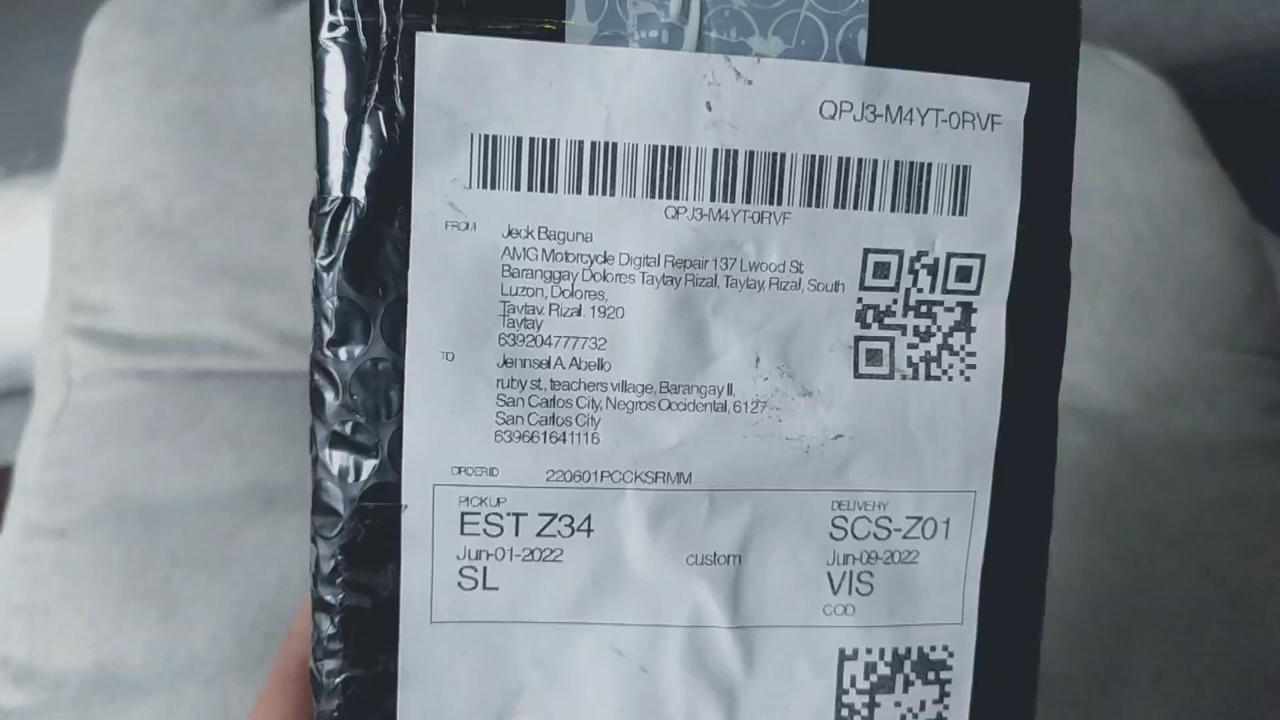 QPJ3-M4YT-0RVF
QPJ3-M4YT-0RVF
FROM
Jeck Baguna
AMG Motorcycle Digital Repair 137 Lwood St
Baranggay Dolores Taytay Rizal, Taytay, Rizal, South
Luzon, Dolores,
Taytay, Rizal, 1920
Taytay
639204777732
TO
Jennsel A. Abello
ruby st., teachers village, Barangay II,
San Carlos City, Negros Occidental, 6127
San Carlos City
639661641116
ORDER ID 220601PCCKSRMM
PICKUP
EST Z34
Jun-01-2022
SL
custom
DELIVERY
SCS-Z01
Jun-09-2022
VIS
COD